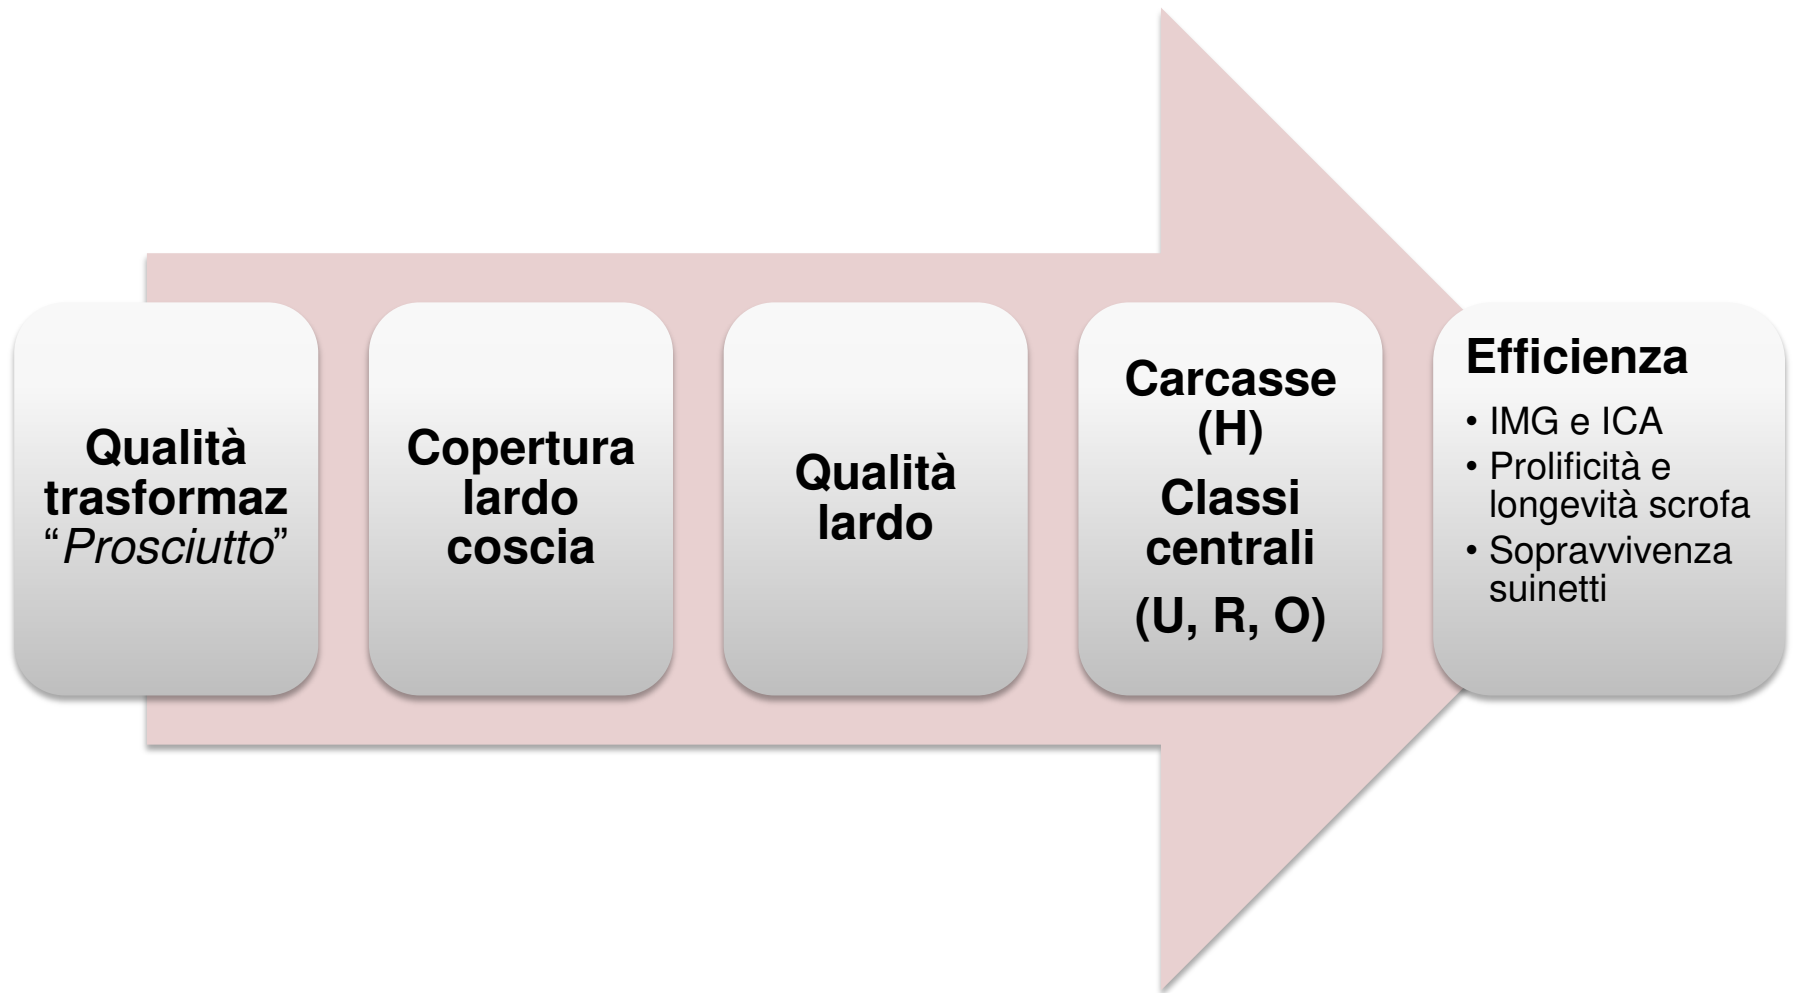 Qualità
trasformaz
“Prosciutto”
Copertura
lardo
coscia
Qualità
lardo
Carcasse
(H)
Classi
centrali
(U, R, O)
Efficienza
• IMG e ICA
• Prolificità e
longevità scrofa
• Sopravvivenza
suinetti